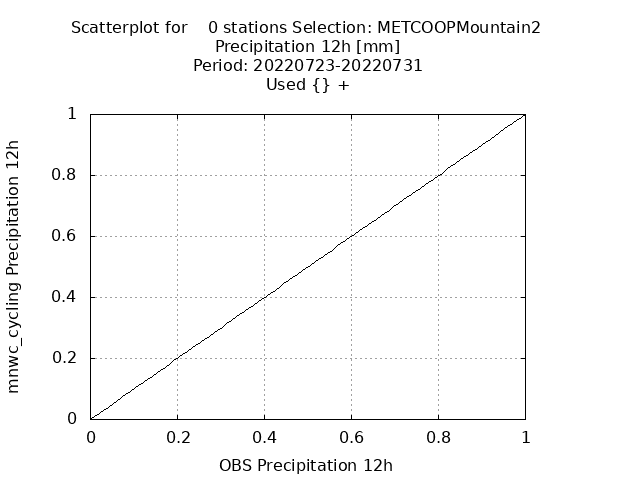 Scatterplot for    0 stations Selection: METCOOPMountain2
Precipitation 12h [mm]
Period: 20220723-20220731
Used {} +
mnwc_cycling Precipitation 12h
1
0.8
0.6
0.4
0.2
0
0 0.2 0.4 0.6 0.8 1
OBS Precipitation 12h